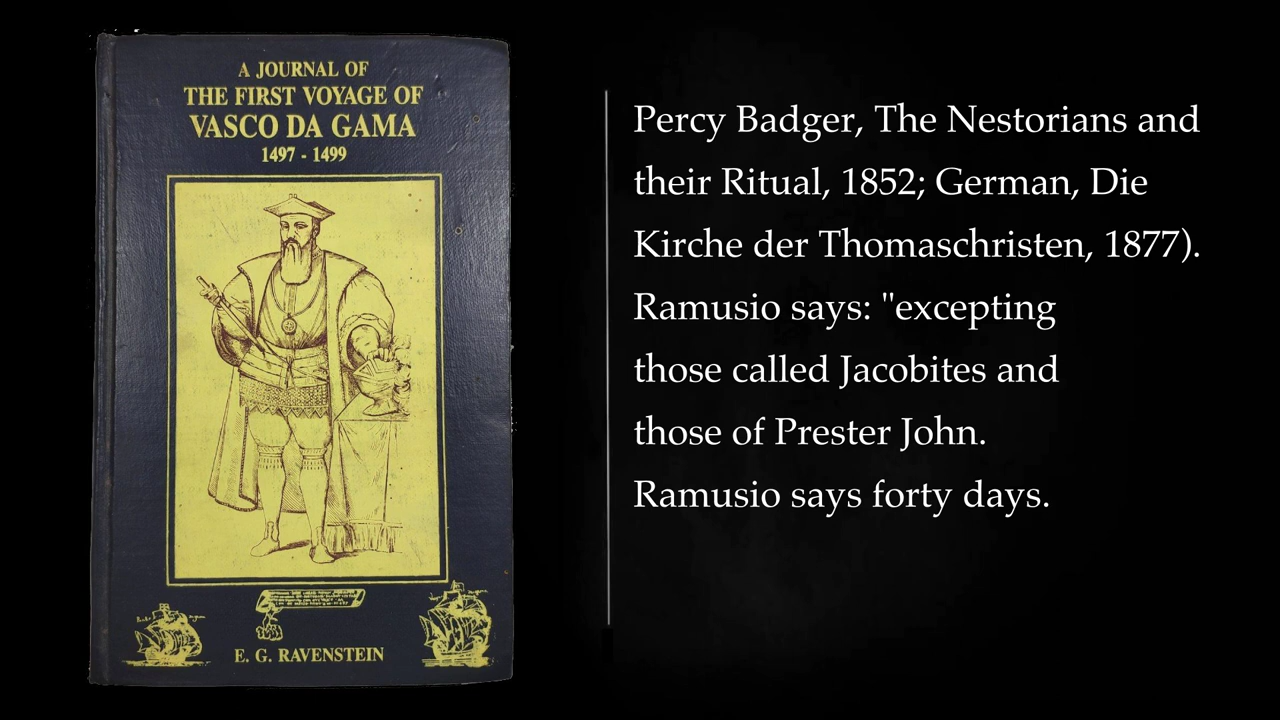 A JOURNAL OF
THE FIRST VOYAGE OF
VASCO DA GAMA
1497 - 1499
E. G. RAVENSTEIN
Percy Badger, The Nestorians and
their Ritual, 1852; German, Die
Kirche der Thomaschristen, 1877).
Ramusio says: "excepting
those called Jacobites and
those of Prester John.
Ramusio says forty days.